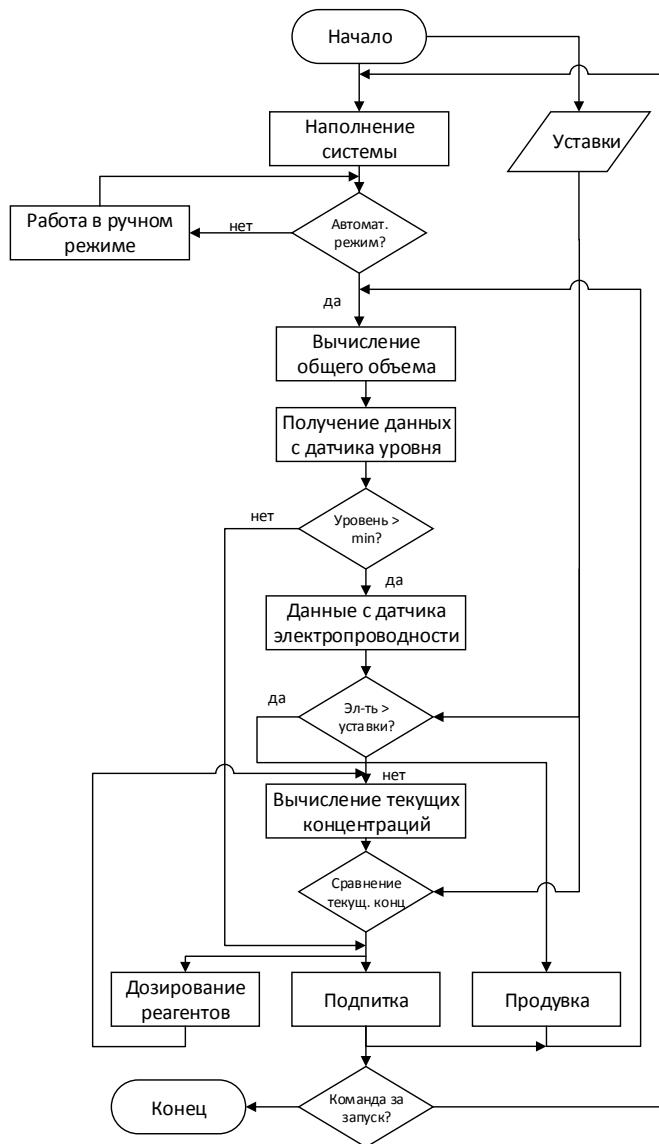 Начало
Наполнение
системы
Уставки
Работа в ручном
режиме
нет
Автомат.
режим?
да
Вычисление
общего объема
Получение данных
с датчика уровня
нет
Уровень >
min?
да
Данные с датчика
электропроводности
да
Эл-ть >
уставки?
нет
Вычисление текущих
концентраций
Сравнение
текущ. конц
Дозирование
реагентов
Подпитка
Продувка
Конец
Команда за
запуск?